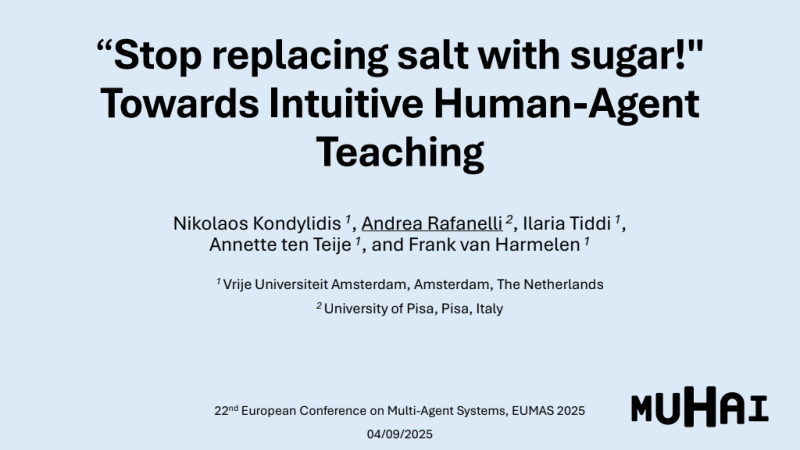 “Stop replacing salt with sugar!"
Towards Intuitive Human-Agent
Teaching
Nikolaos Kondylidis ¹, Andrea Rafanelli ², Ilaria Tiddi ¹,
Annette ten Teije ¹, and Frank van Harmelen ¹
¹ Vrije Universiteit Amsterdam, Amsterdam, The Netherlands
² University of Pisa, Pisa, Italy
22nd European Conference on Multi-Agent Systems, EUMAS 2025
04/09/2025
MUHAI